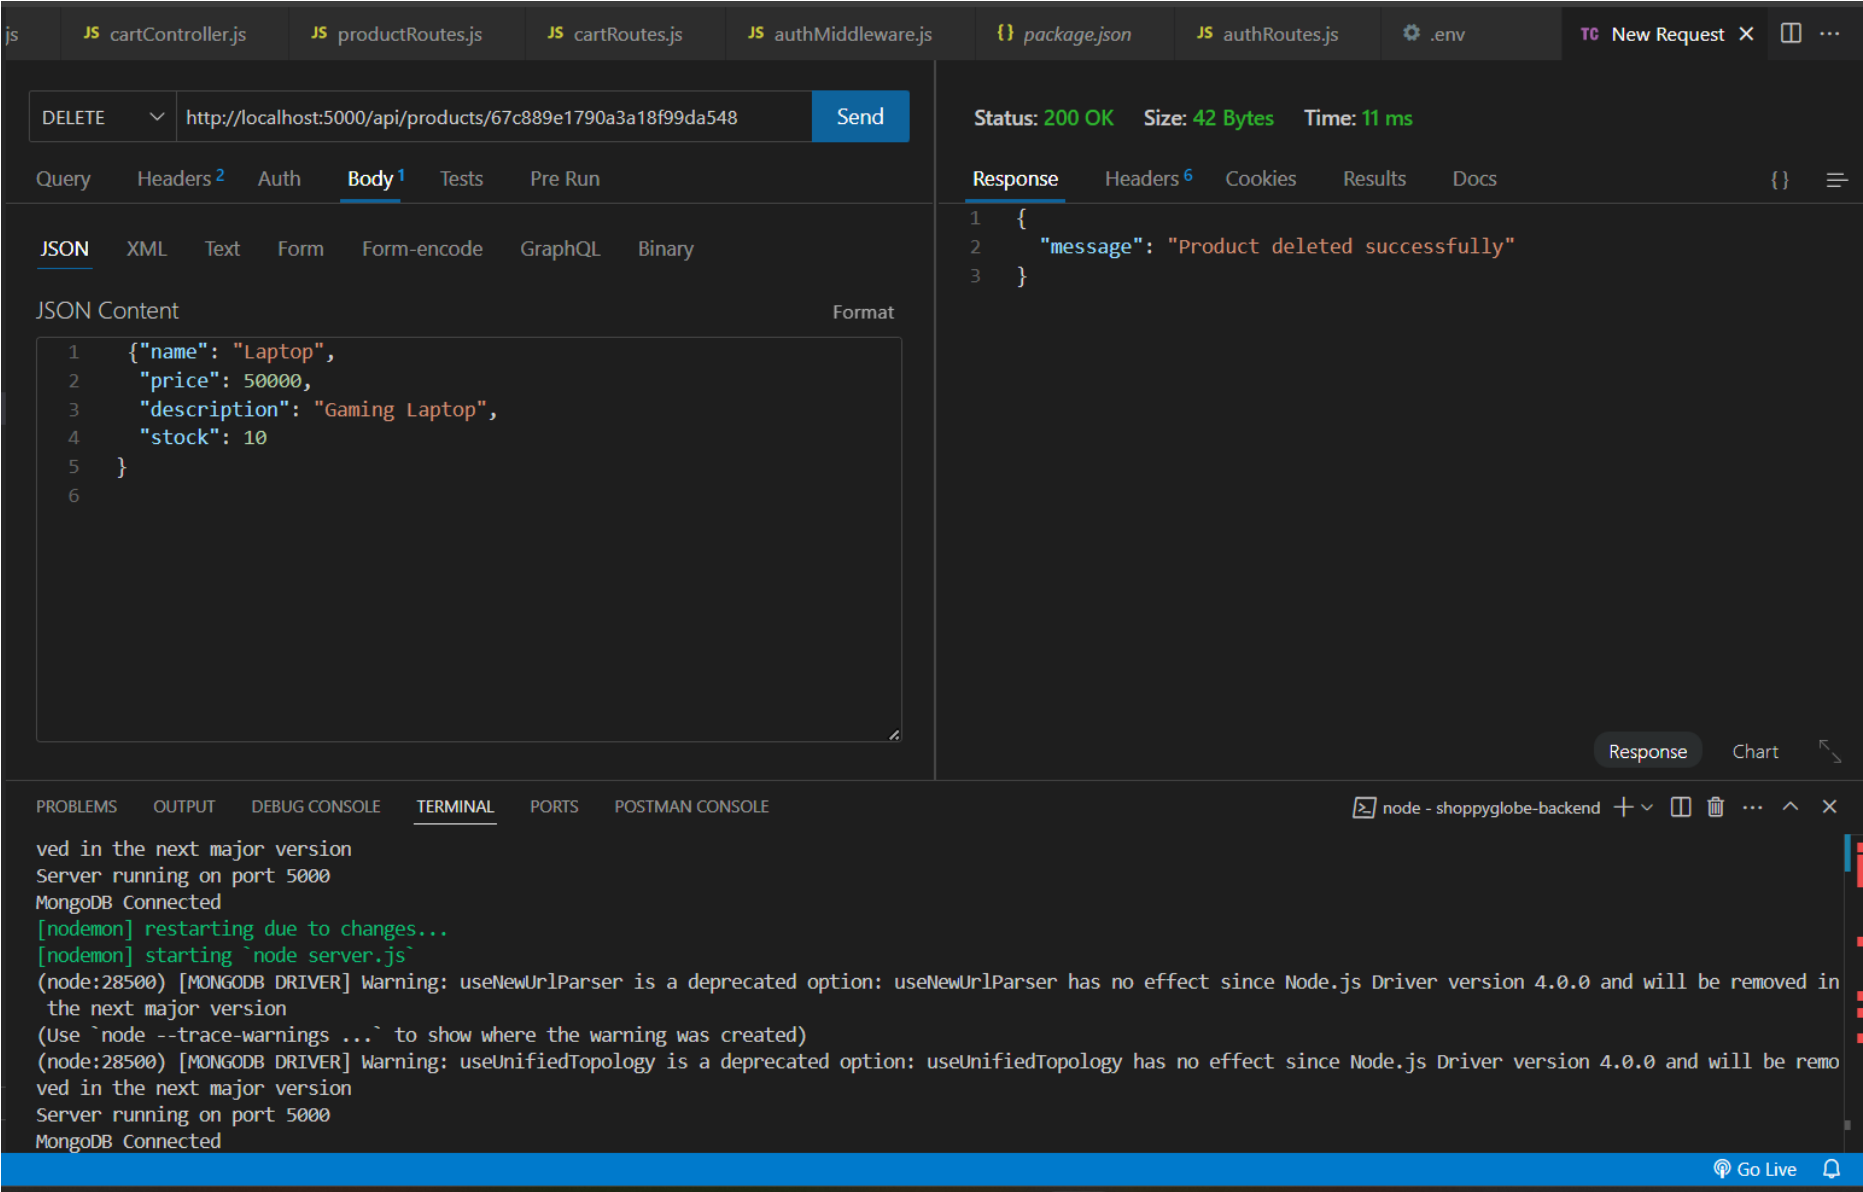 js JS cartController.js JS productRoutes.js JS cartRoutes.js JS authMiddleware.js {} package.json JS authRoutes.js .env TC New Request
DELETE http://localhost:5000/api/products/67c889e1790a3a18f99da548 Send
Query Headers 2 Auth Body 1 Tests Pre Run
JSON XML Text Form Form-encode GraphQL Binary
JSON Content Format
1 {"name": "Laptop",
2 "price": 50000,
3 "description": "Gaming Laptop",
4 "stock": 10
5 }
6
Status: 200 OK Size: 42 Bytes Time: 11 ms
Response Headers 6 Cookies Results Docs {}
1 {
2 "message": "Product deleted successfully"
3 }
Response Chart
PROBLEMS OUTPUT DEBUG CONSOLE TERMINAL PORTS POSTMAN CONSOLE node - shoppyglobe-backend
ved in the next major version
Server running on port 5000
MongoDB Connected
[nodemon] restarting due to changes...
[nodemon] starting `node server.js`
(node:28500) [MONGODB DRIVER] Warning: useNewUrlParser is a deprecated option: useNewUrlParser has no effect since Node.js Driver version 4.0.0 and will be removed in
the next major version
(Use `node --trace-warnings ...` to show where the warning was created)
(node:28500) [MONGODB DRIVER] Warning: useUnifiedTopology is a deprecated option: useUnifiedTopology has no effect since Node.js Driver version 4.0.0 and will be remo
ved in the next major version
Server running on port 5000
MongoDB Connected
Go Live